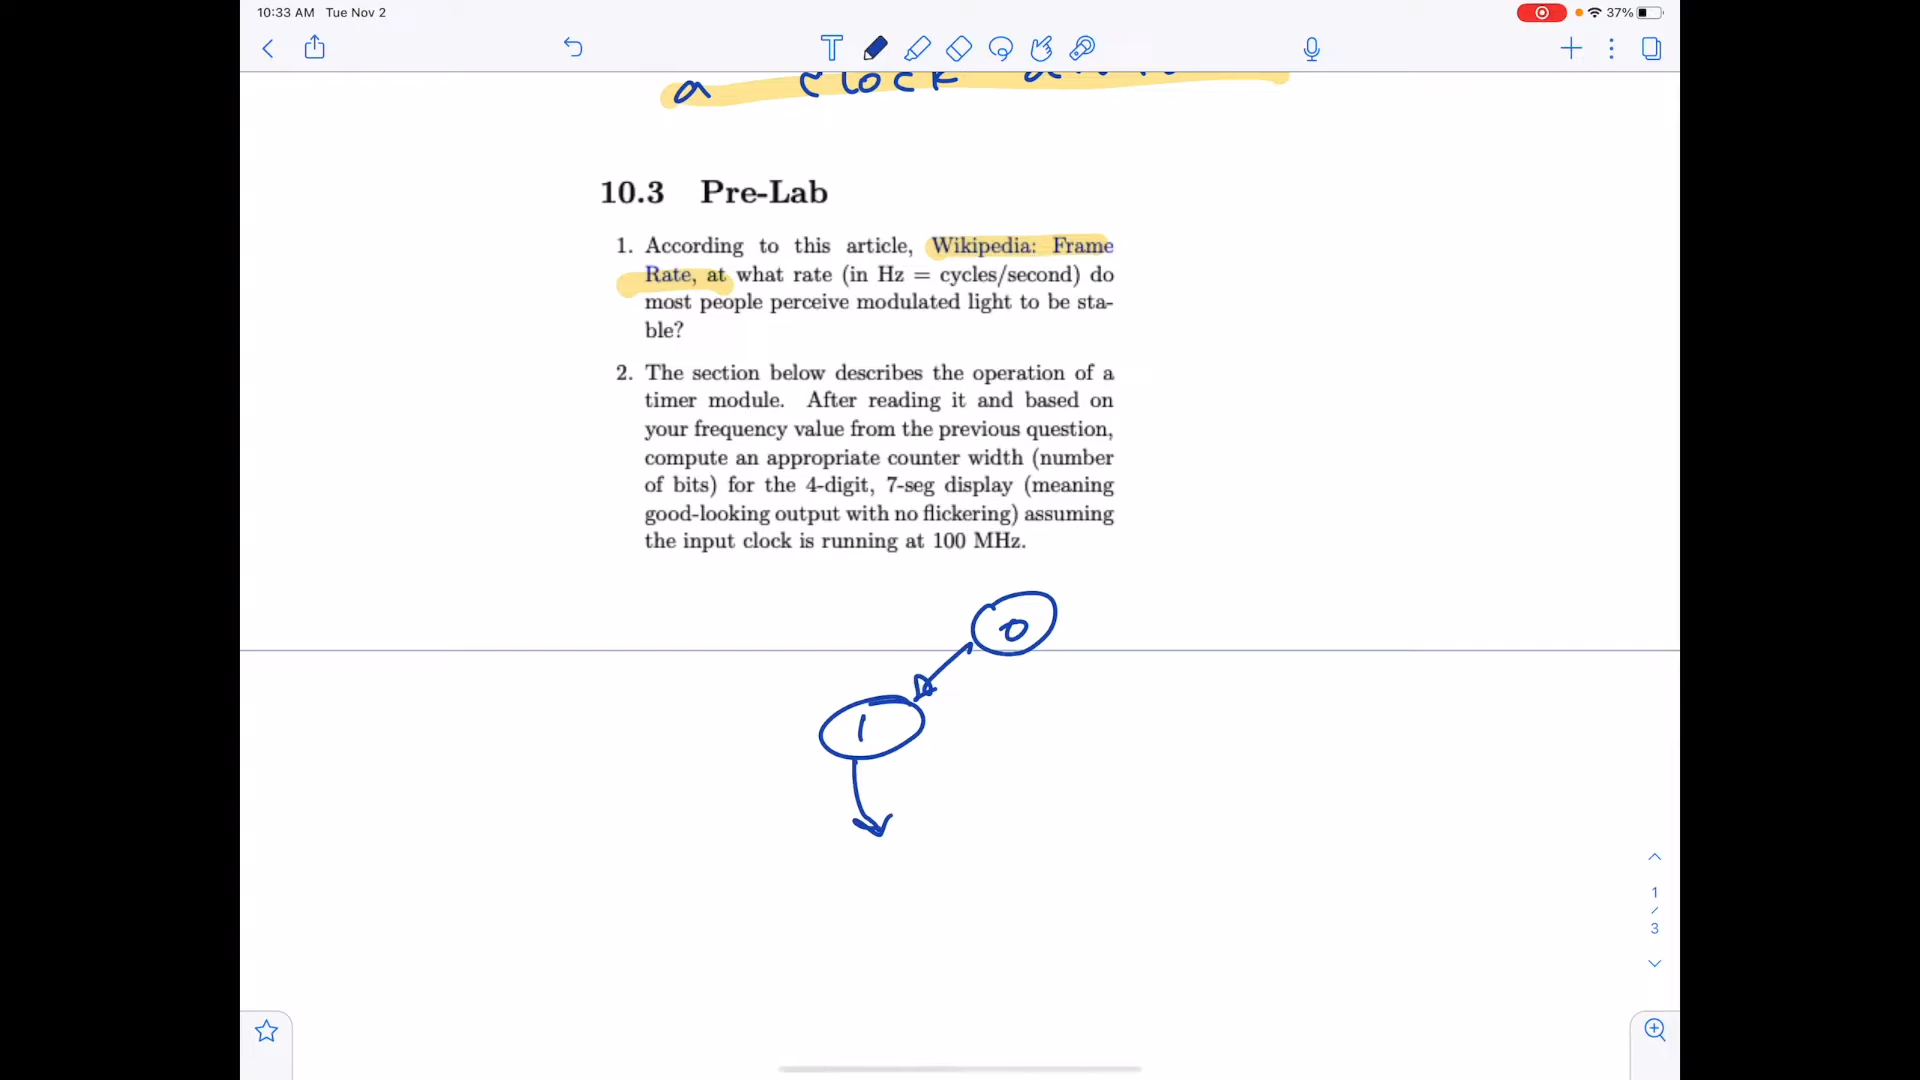 10:33 AM Tue Nov 2
37%
T
a clock
10.3 Pre-Lab
1. According to this article, Wikipedia: Frame
Rate, at what rate (in Hz = cycles/second) do
most people perceive modulated light to be sta-
ble?
2. The section below describes the operation of a
timer module. After reading it and based on
your frequency value from the previous question,
compute an appropriate counter width (number
of bits) for the 4-digit, 7-seg display (meaning
good-looking output with no flickering) assuming
the input clock is running at 100 MHz.
0
1
1
/
3